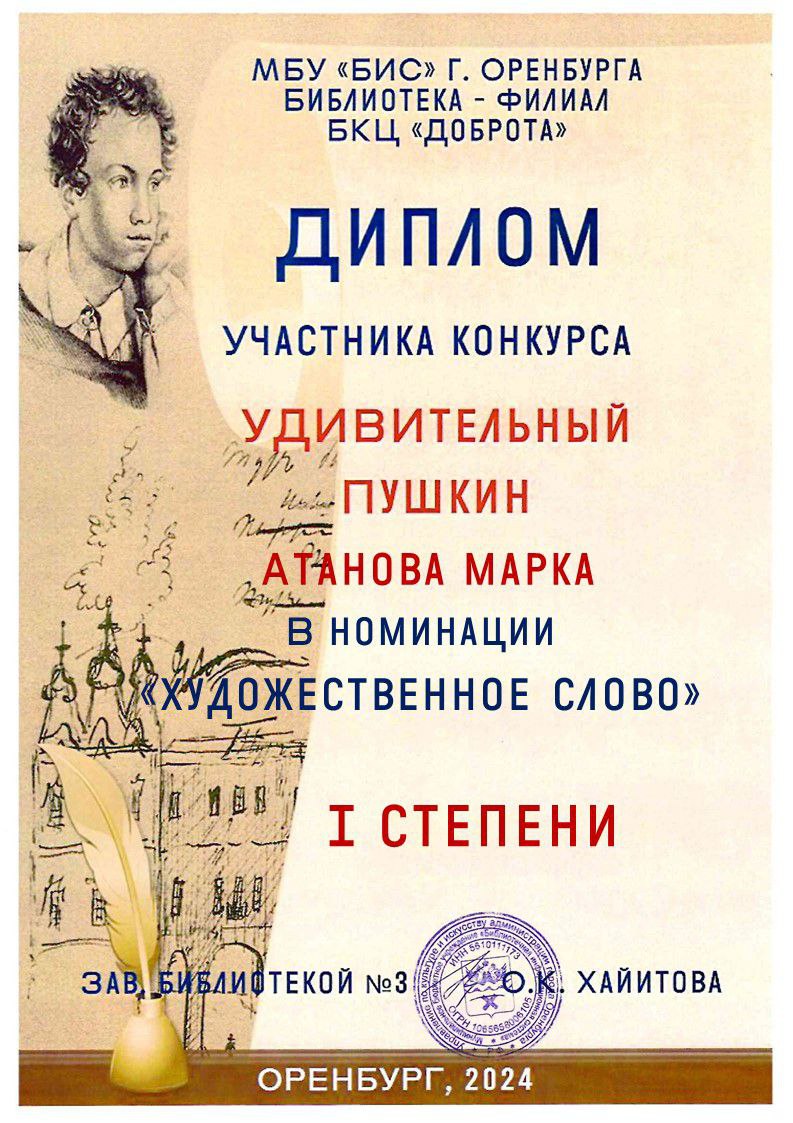 МБУ «БИС» Г. ОРЕНБУРГА
БИБЛИОТЕКА - ФИЛИАЛ
БКЦ «ДОБРОТА»
ДИПЛОМ
УЧАСТНИКА КОНКУРСА
УДИВИТЕЛЬНЫЙ
ПУШКИН
АТАНОВА МАРКА
В НОМИНАЦИИ
«ХУДОЖЕСТВЕННОЕ СЛОВО»
I СТЕПЕНИ
ЗАВ. БИБЛИОТЕКОЙ №3 О.К. ХАЙИТОВА
ОРЕНБУРГ, 2024